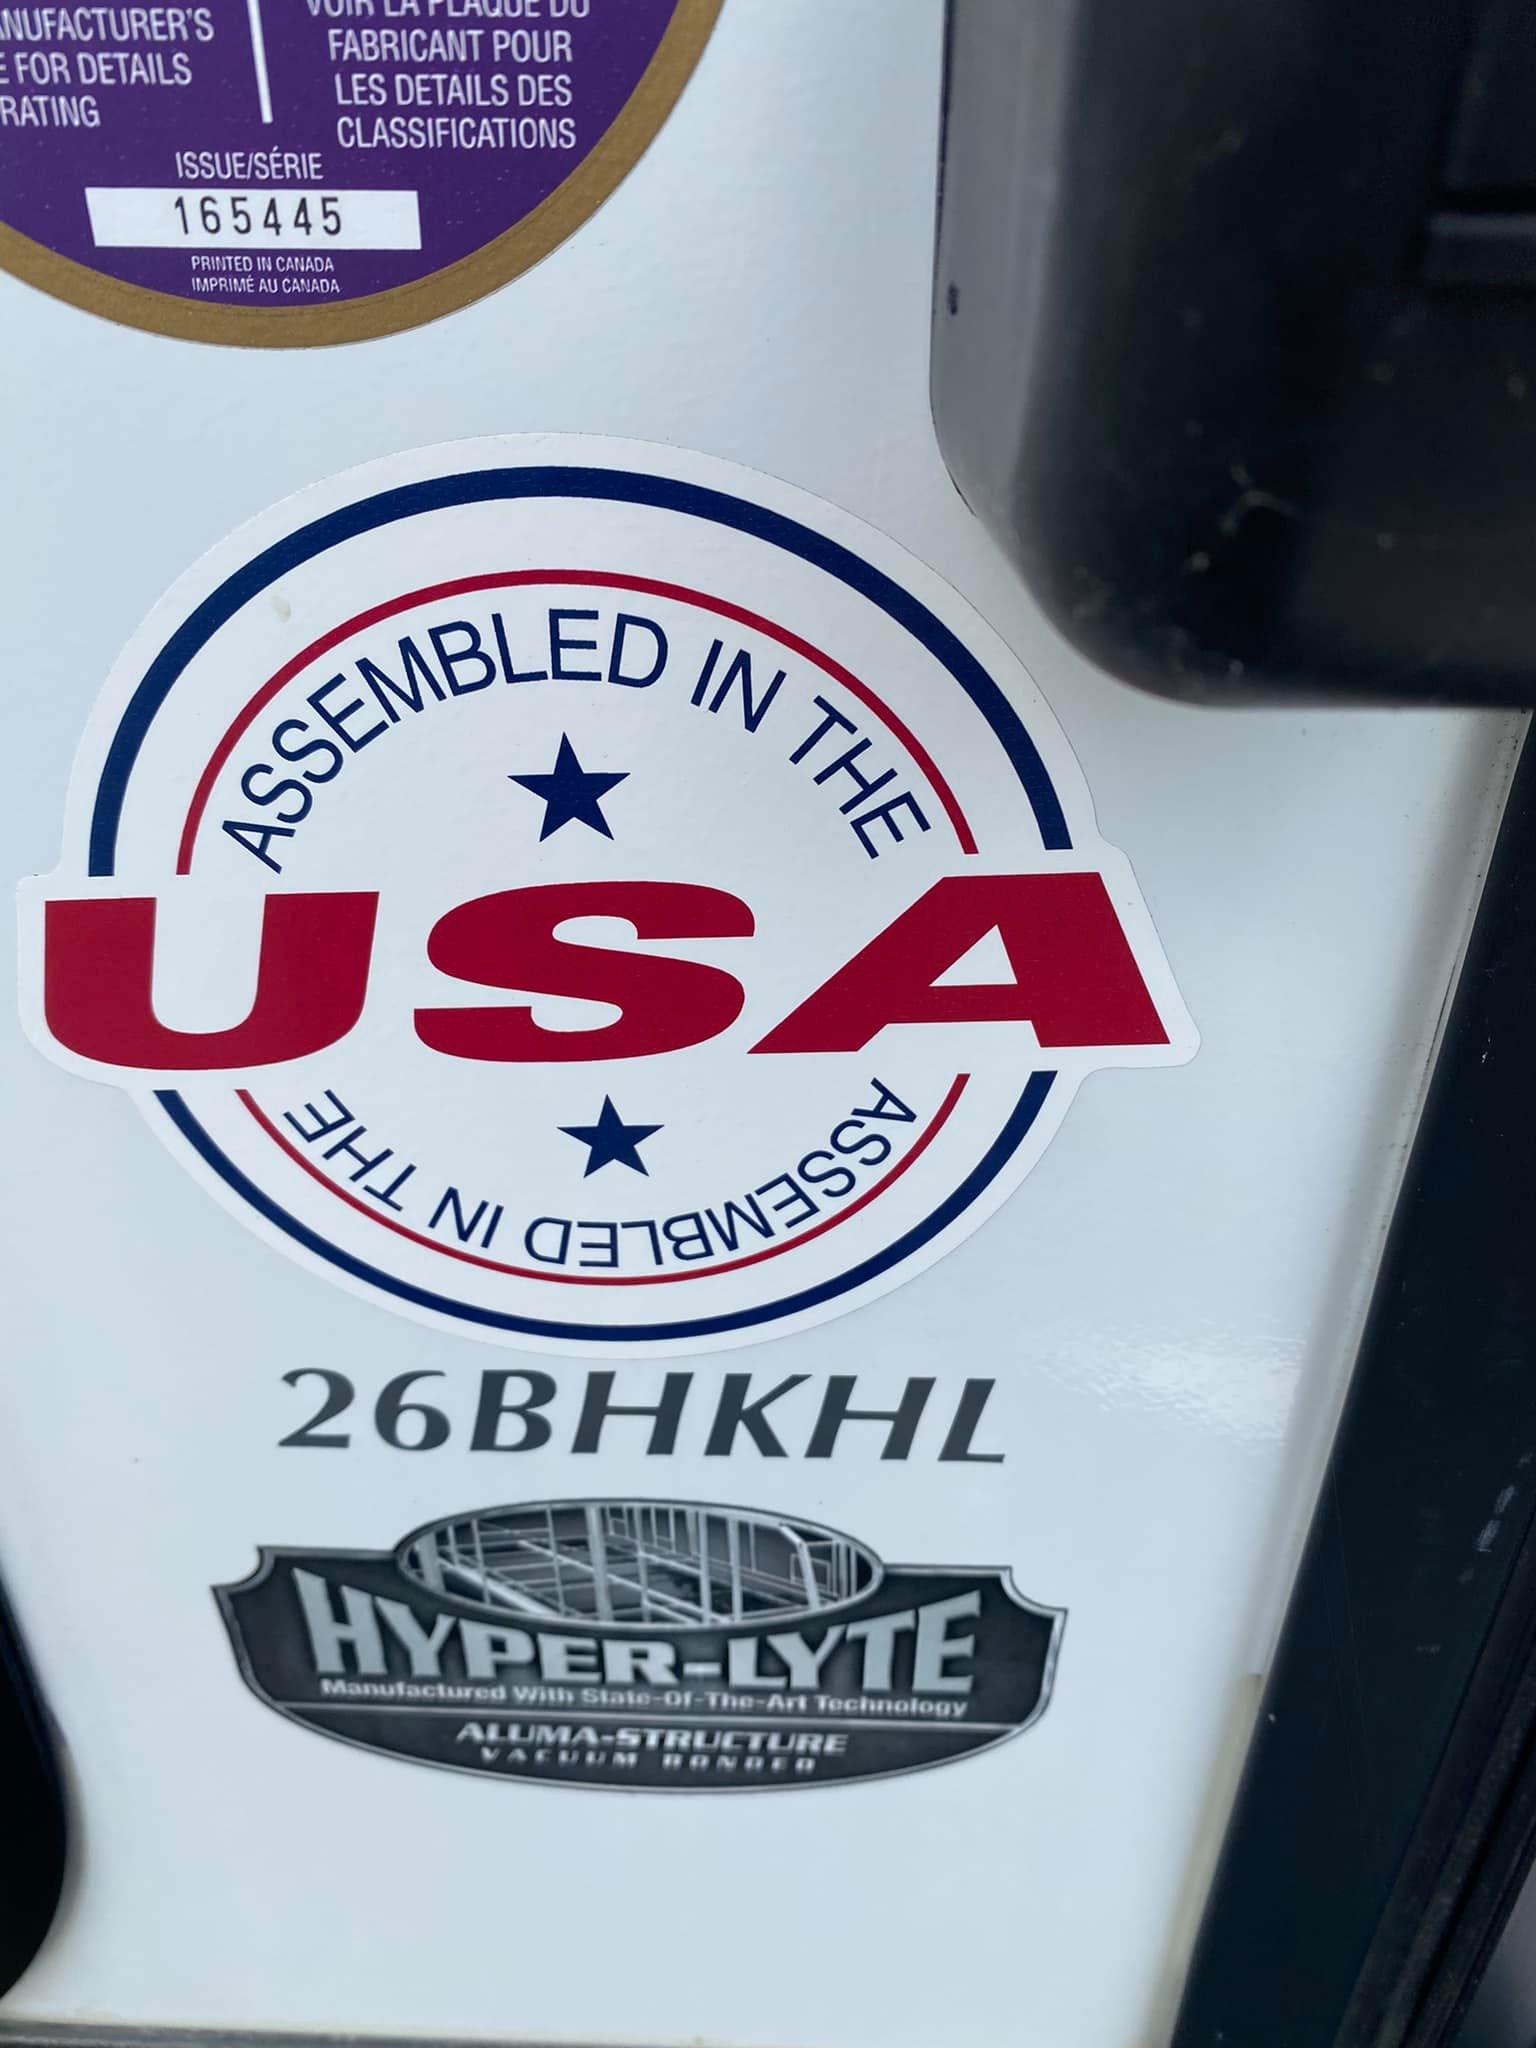 ANUFACTURER'S
E FOR DETAILS
RATING
VOIR LA PLAQUE DU
FABRICANT POUR
LES DETAILS DES
CLASSIFICATIONS
ISSUE/SÉRIE
165445
PRINTED IN CANADA
IMPRIMÉ AU CANADA
ASSEMBLED IN THE
USA
ASSEMBLED IN THE
26BHKHL
HYPER-LYTE
Manufactured With State-Of-The-Art Technology
ALUMA-STRUCTURE
VACUUM BONDED